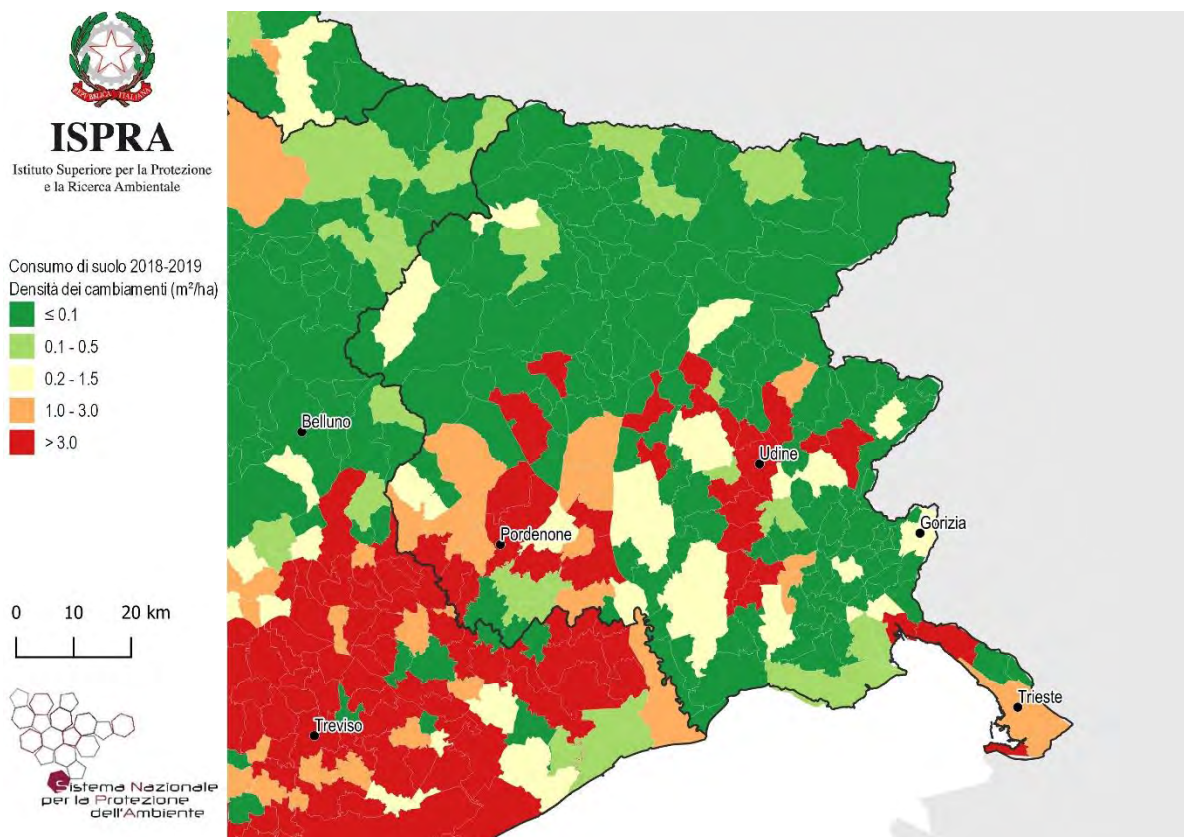 REPVBBLICA ITALIANA
ISPRA
Istituto Superiore per la Protezione
e la Ricerca Ambientale
Consumo di suolo 2018-2019
Densità dei cambiamenti (m²/ha)
≤ 0.1
0.1 - 0.5
0.2 - 1.5
1.0 - 3.0
> 3.0
0 10 20 km
Sistema Nazionale
per la Protezione
dell'Ambiente
Belluno
Udine
Gorizia
Pordenone
Trieste
Treviso